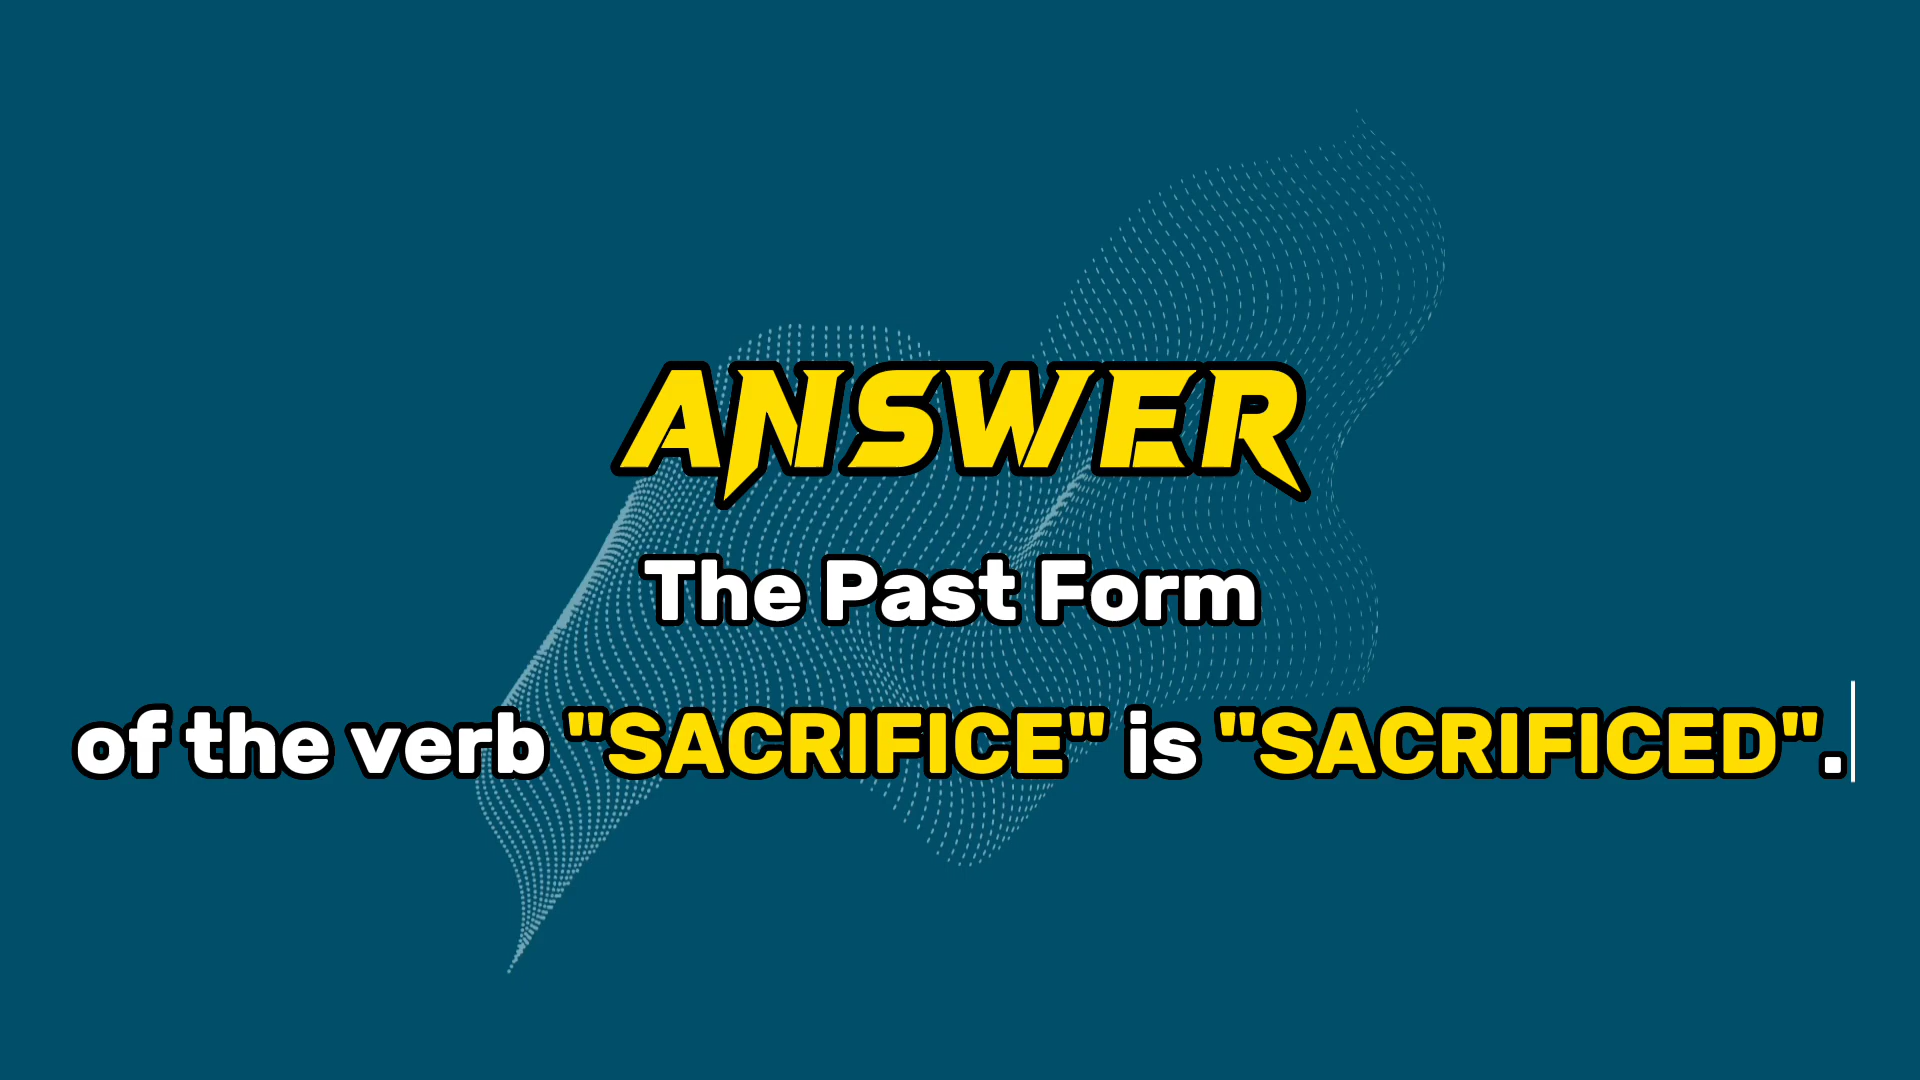 ANSWER
The Past Form
of the verb "SACRIFICE" is "SACRIFICED".